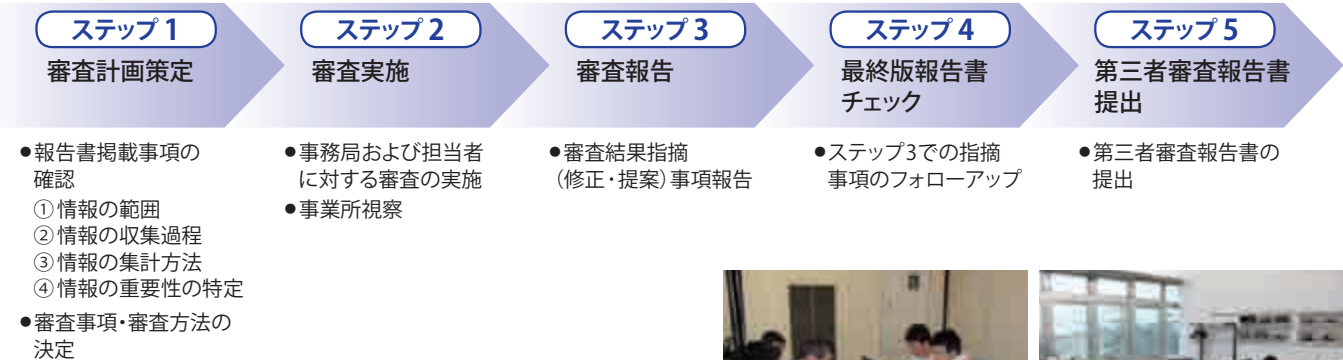 ステップ 1
審査計画策定
●報告書掲載事項の
確認
①情報の範囲
②情報の収集過程
③情報の集計方法
④情報の重要性の特定
●審査事項・審査方法の
決定
ステップ 2
審査実施
●事務局および担当者
に対する審査の実施
●事業所視察
ステップ 3
審査報告
●審査結果指摘
(修正・提案)事項報告
ステップ 4
最終版報告書
チェック
●ステップ3での指摘
事項のフォローアップ
ステップ 5
第三者審査報告書
提出
●第三者審査報告書の
提出